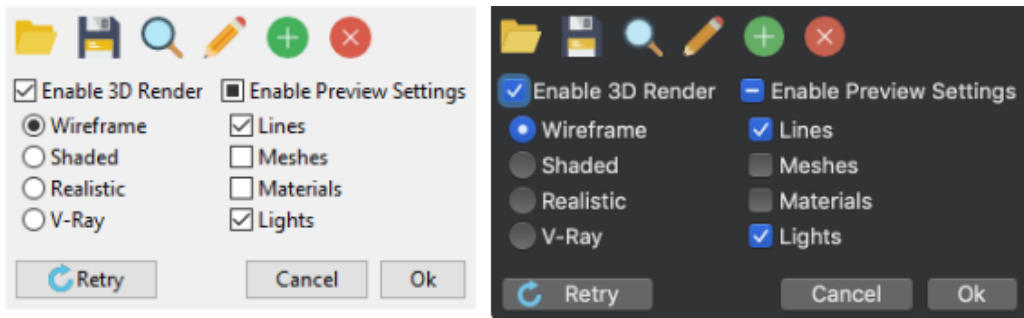 Enable 3D Render Enable Preview Settings
Wireframe Lines
Shaded Meshes
Realistic Materials
V-Ray Lights
Retry Cancel Ok
Enable 3D Render Enable Preview Settings
Wireframe Lines
Shaded Meshes
Realistic Materials
V-Ray Lights
Retry Cancel Ok